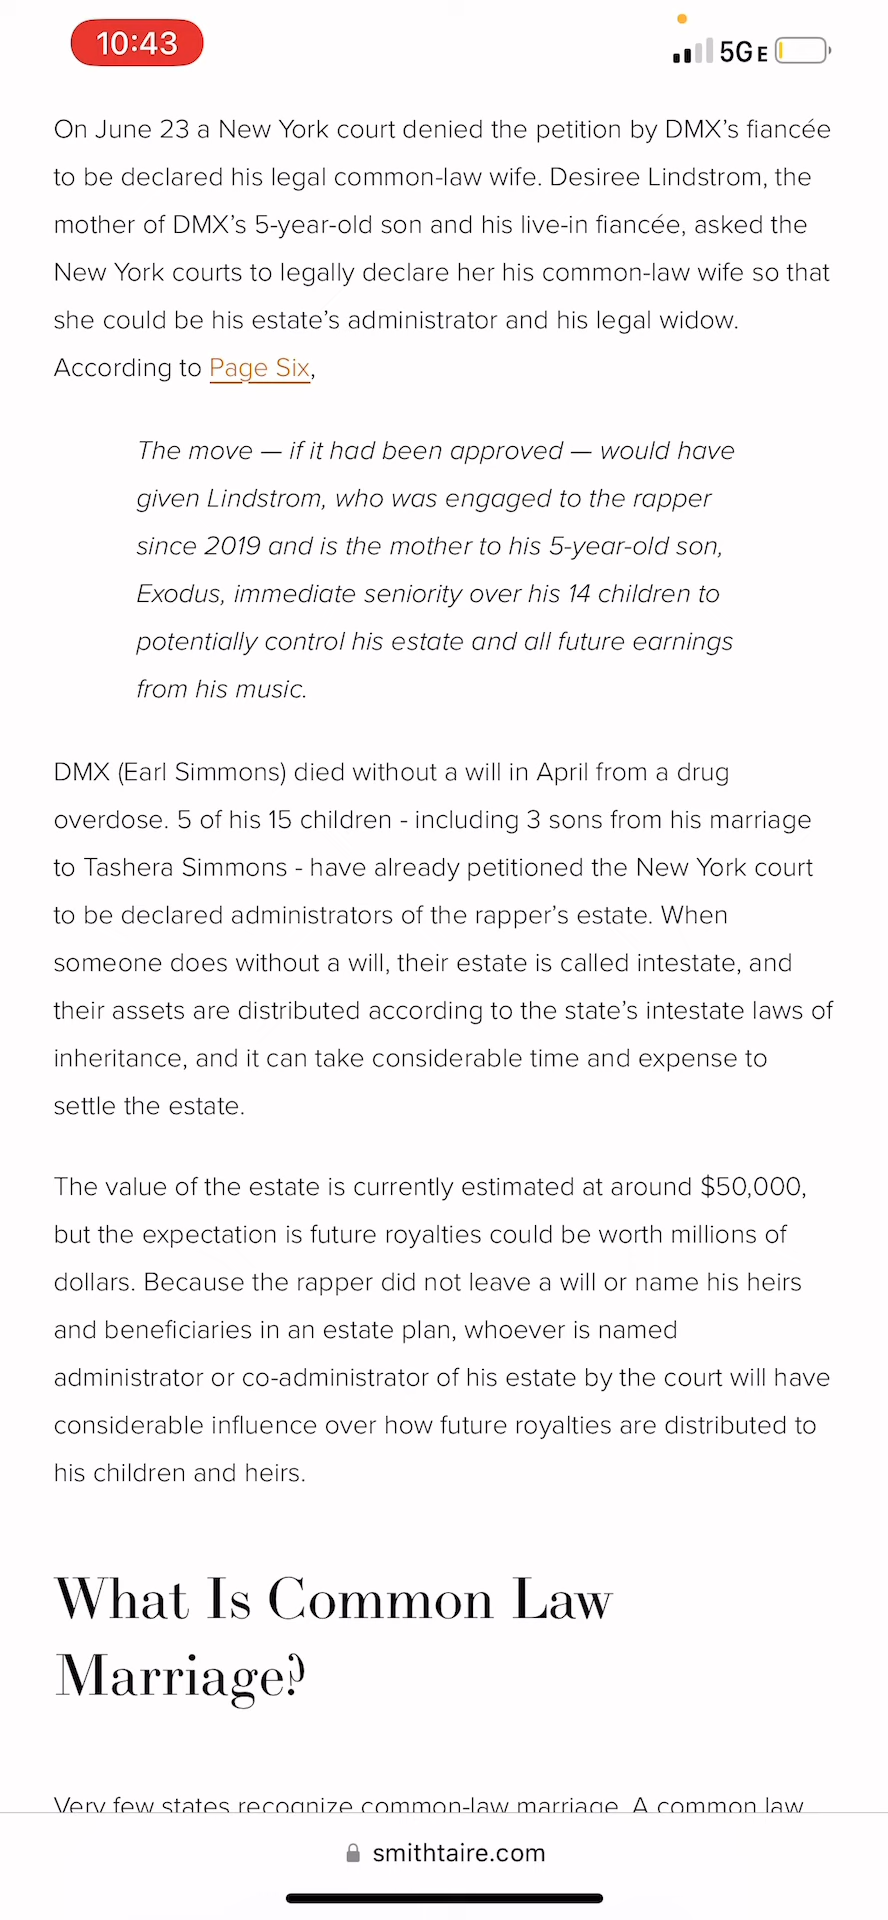 10:43
5GE
On June 23 a New York court denied the petition by DMX’s fiancée
to be declared his legal common-law wife. Desiree Lindstrom, the
mother of DMX’s 5-year-old son and his live-in fiancée, asked the
New York courts to legally declare her his common-law wife so that
she could be his estate’s administrator and his legal widow.
According to Page Six,
The move — if it had been approved — would have
given Lindstrom, who was engaged to the rapper
since 2019 and is the mother to his 5-year-old son,
Exodus, immediate seniority over his 14 children to
potentially control his estate and all future earnings
from his music.
DMX (Earl Simmons) died without a will in April from a drug
overdose. 5 of his 15 children - including 3 sons from his marriage
to Tashera Simmons - have already petitioned the New York court
to be declared administrators of the rapper’s estate. When
someone does without a will, their estate is called intestate, and
their assets are distributed according to the state’s intestate laws of
inheritance, and it can take considerable time and expense to
settle the estate.
The value of the estate is currently estimated at around $50,000,
but the expectation is future royalties could be worth millions of
dollars. Because the rapper did not leave a will or name his heirs
and beneficiaries in an estate plan, whoever is named
administrator or co-administrator of his estate by the court will have
considerable influence over how future royalties are distributed to
his children and heirs.
What Is Common Law
Marriage?
Very few states recognize common-law marriage. A common law
smithtaire.com